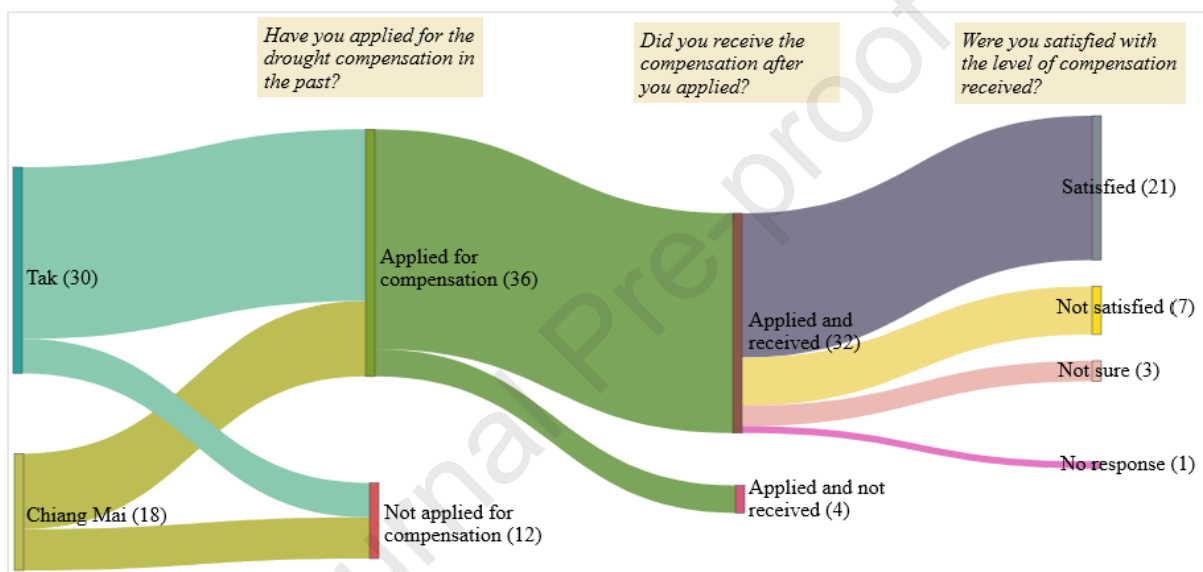 Have you applied for the
drought compensation in
the past?
Did you receive the
compensation after
you applied?
Were you satisfied with
the level of compensation
received?
Tak (30)
Chiang Mai (18)
Applied for
compensation (36)
Not applied for
compensation (12)
Applied and
received (32)
Applied and not
received (4)
Satisfied (21)
Not satisfied (7)
Not sure (3)
No response (1)
urnal Pre-proof